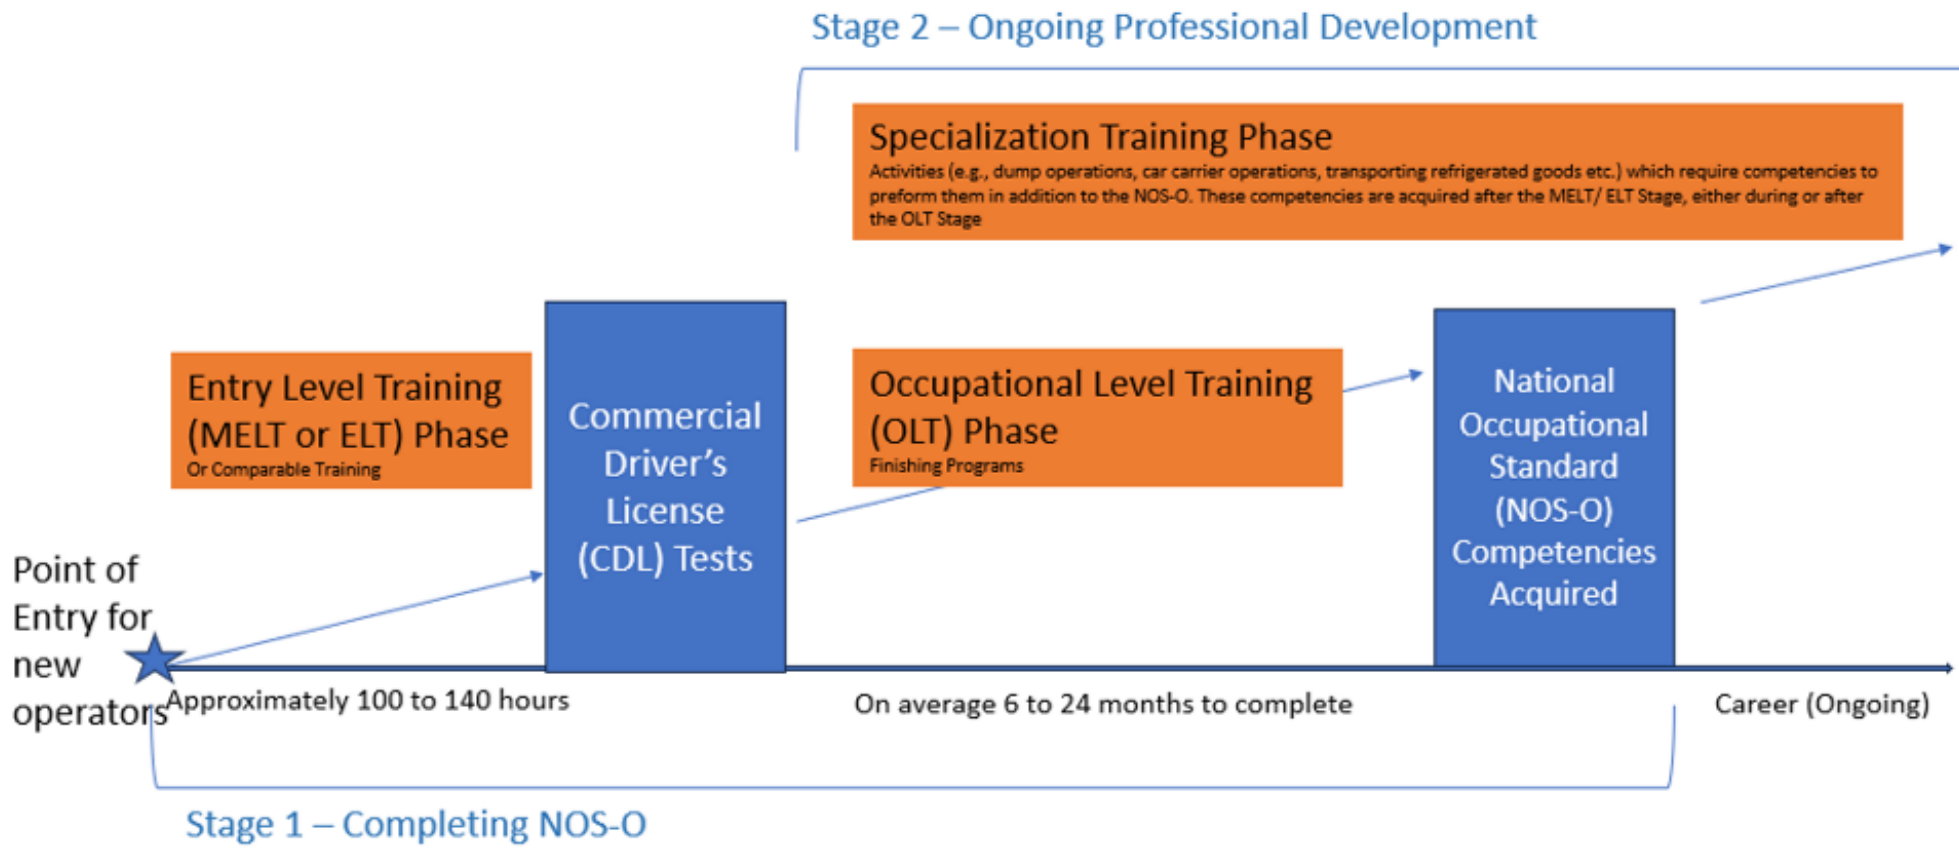 Stage 2 – Ongoing Professional Development
Specialization Training Phase
Activities (e.g., dump operations, car carrier operations, transporting refrigerated goods etc.) which require competencies to
preform them in addition to the NOS-O. These competencies are acquired after the MELT/ ELT Stage, either during or after
the OLT Stage
Entry Level Training
(MELT or ELT) Phase
Or Comparable Training
Commercial
Driver's
License
(CDL) Tests
Occupational Level Training
(OLT) Phase
Finishing Programs
National
Occupational
Standard
(NOS-O)
Competencies
Acquired
Point of
Entry for
new
operators
Approximately 100 to 140 hours
On average 6 to 24 months to complete
Career (Ongoing)
Stage 1 – Completing NOS-O